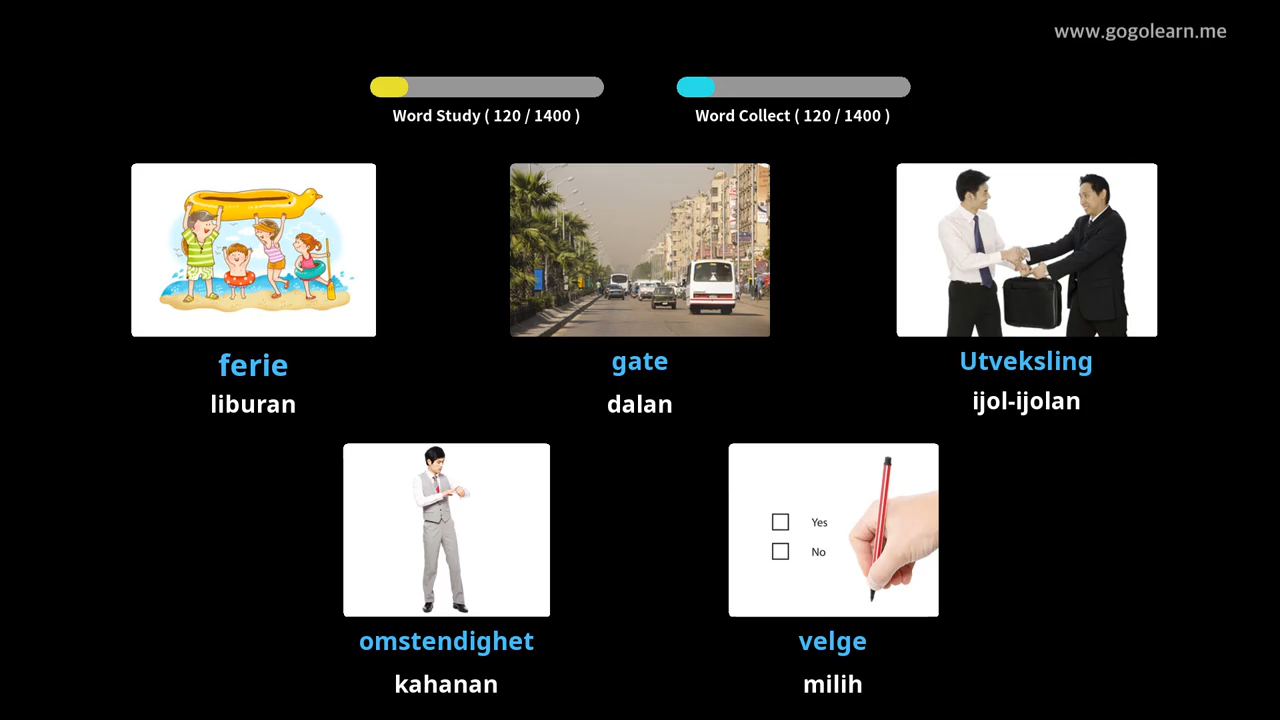 www.gogolearn.me
Word Study ( 120 / 1400 )
Word Collect ( 120 / 1400 )
ferie
liburan
gate
dalan
Utveksling
ijol-ijolan
Yes
No
omstendighet
kahanan
velge
milih